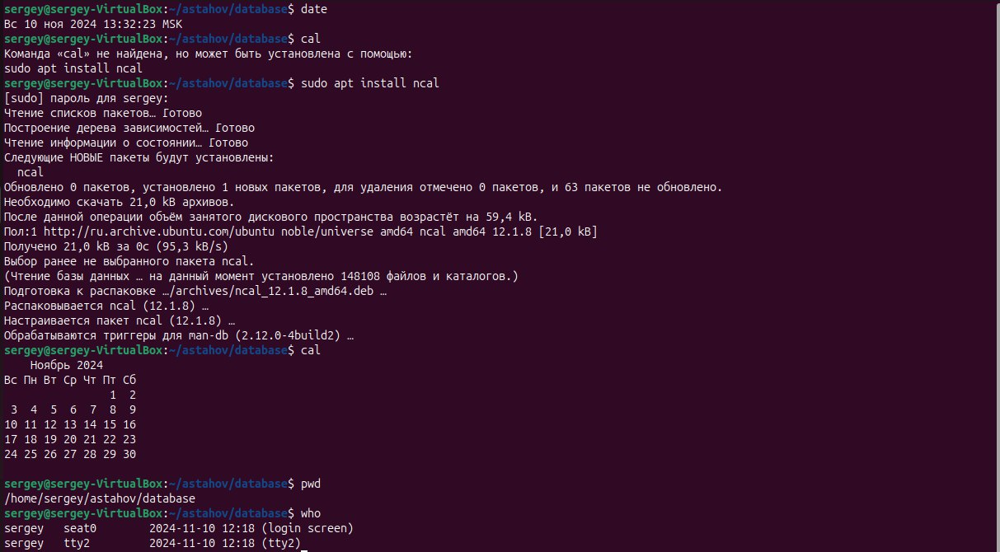 sergey@sergey-VirtualBox:~/astahov/database$ date
Вс 10 ноя 2024 13:32:23 MSK
sergey@sergey-VirtualBox:~/astahov/database$ cal
Команда «cal» не найдена, но может быть установлена с помощью:
sudo apt install ncal
sergey@sergey-VirtualBox:~/astahov/database$ sudo apt install ncal
[sudo] пароль для sergey:
Чтение списков пакетов… Готово
Построение дерева зависимостей… Готово
Чтение информации о состоянии… Готово
Следующие НОВЫЕ пакеты будут установлены:
  ncal
Обновлено 0 пакетов, установлено 1 новых пакетов, для удаления отмечено 0 пакетов, и 63 пакетов не обновлено.
Необходимо скачать 21,0 kB архивов.
После данной операции объём занятого дискового пространства возрастёт на 59,4 kB.
Пол:1 http://ru.archive.ubuntu.com/ubuntu noble/universe amd64 ncal amd64 12.1.8 [21,0 kB]
Получено 21,0 kB за 0с (95,3 kB/s)
Выбор ранее не выбранного пакета ncal.
(Чтение базы данных … на данный момент установлено 148108 файлов и каталогов.)
Подготовка к распаковке …/archives/ncal_12.1.8_amd64.deb …
Распаковывается ncal (12.1.8) …
Настраивается пакет ncal (12.1.8) …
Обрабатываются триггеры для man-db (2.12.0-4build2) …
sergey@sergey-VirtualBox:~/astahov/database$ cal
    Ноябрь 2024
Вс Пн Вт Ср Чт Пт Сб
                1  2
 3  4  5  6  7  8  9
10 11 12 13 14 15 16
17 18 19 20 21 22 23
24 25 26 27 28 29 30
sergey@sergey-VirtualBox:~/astahov/database$ pwd
/home/sergey/astahov/database
sergey@sergey-VirtualBox:~/astahov/database$ who
sergey   seat0        2024-11-10 12:18 (login screen)
sergey   tty2         2024-11-10 12:18 (tty2)